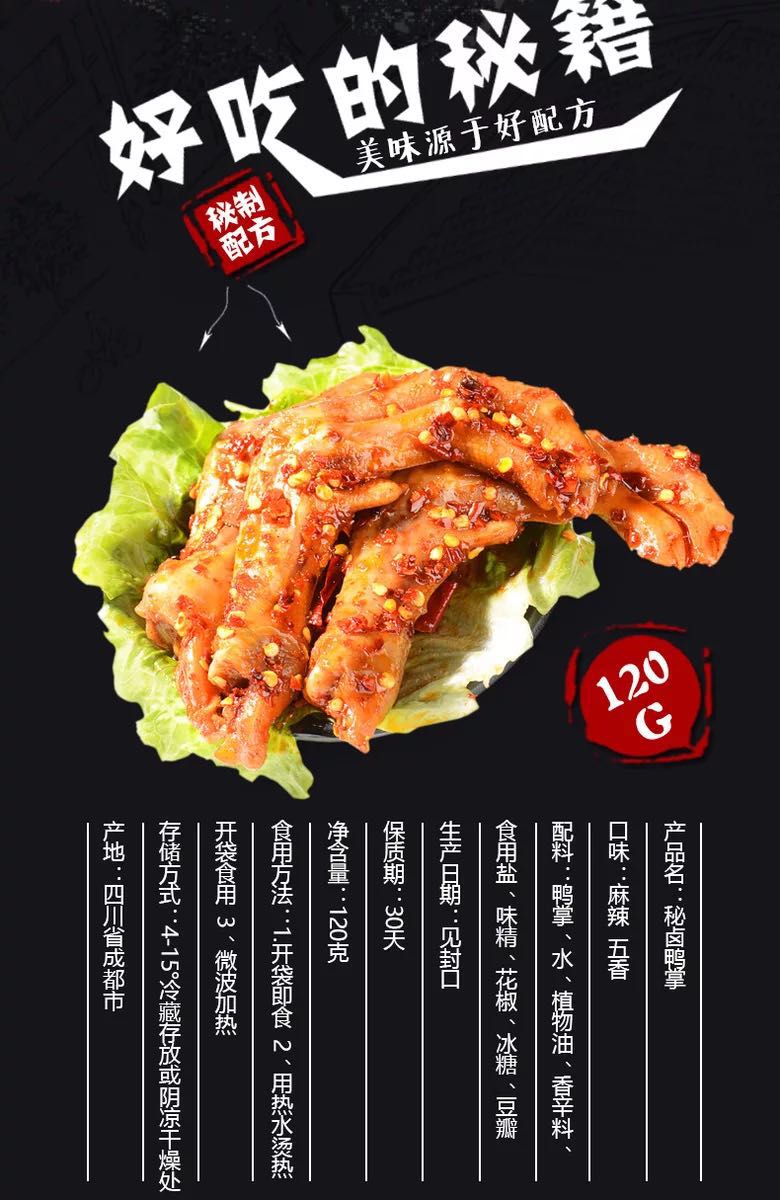 好吃的秘籍
美味源于好配方
秘制
配方
120
G
产品名：秘卤鸭掌
口味：麻辣 五香
配料：鸭掌、水、植物油、香辛料、
食用盐、味精、花椒、冰糖、豆瓣
生产日期：见封口
保质期：30天
净含量：120克
食用方法：1.开袋即食 2、用热水烫热
开袋食用 3、微波加热
存储方式：4-15°冷藏存放或阴凉干燥处
产地：四川省成都市